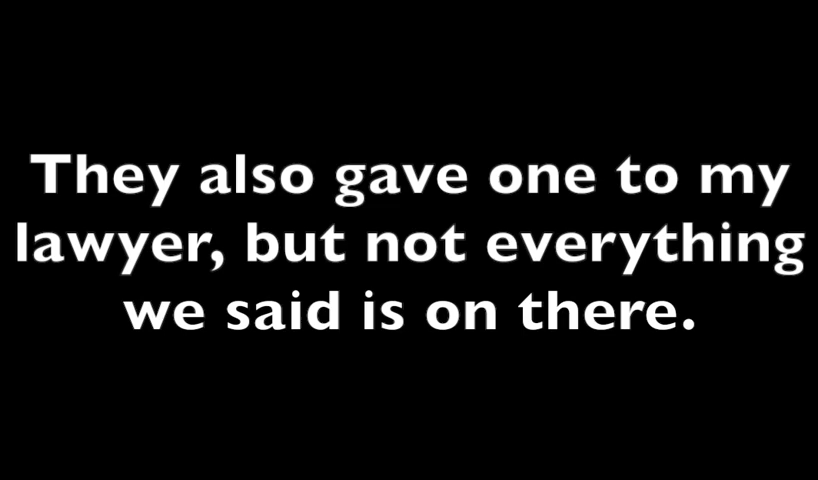 They also gave one to my
lawyer, but not everything
we said is on there.